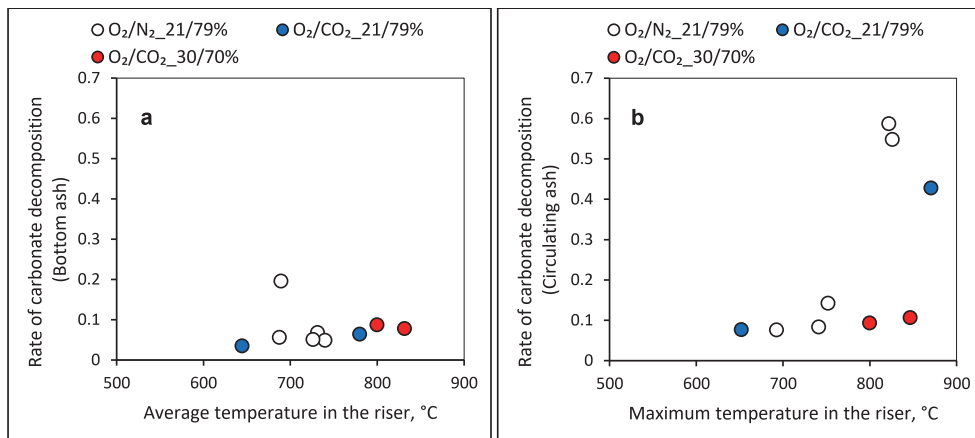 O₂/N₂_21/79% O₂/CO₂_21/79%
O₂/CO₂_30/70%
a
Rate of carbonate decomposition
(Bottom ash)
0.7
0.6
0.5
0.4
0.3
0.2
0.1
0
500 600 700 800 900
Average temperature in the riser, °C
O₂/N₂_21/79% O₂/CO₂_21/79%
O₂/CO₂_30/70%
b
Rate of carbonate decomposition
(Circulating ash)
0.7
0.6
0.5
0.4
0.3
0.2
0.1
0
500 600 700 800 900
Maximum temperature in the riser, °C